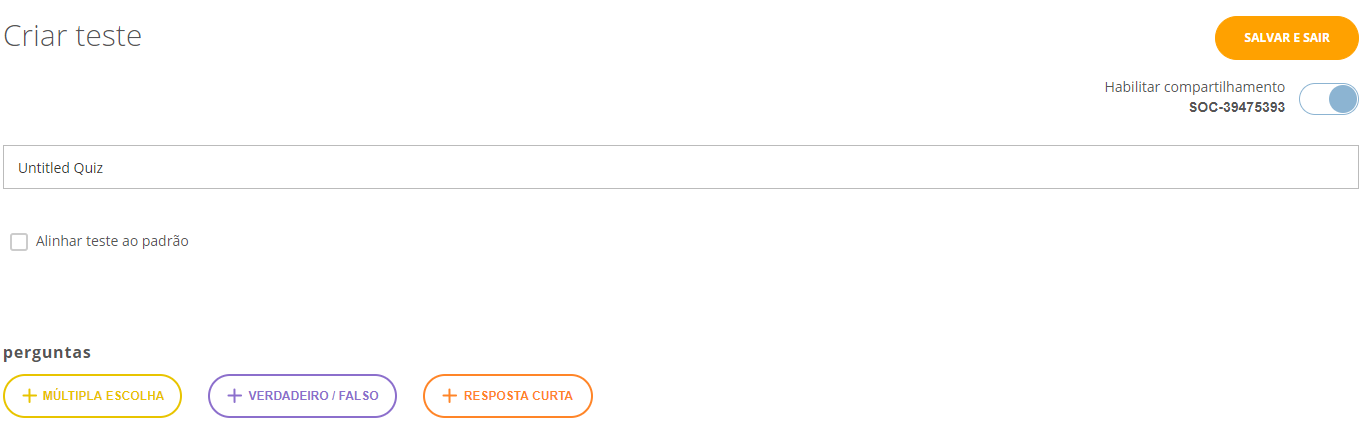 Criar teste
SALVAR E SAIR
Habilitar compartilhamento
SOC-39475393
Untitled Quiz
Alinhar teste ao padrão
perguntas
+ MÚLTIPLA ESCOLHA
+ VERDADEIRO / FALSO
+ RESPOSTA CURTA